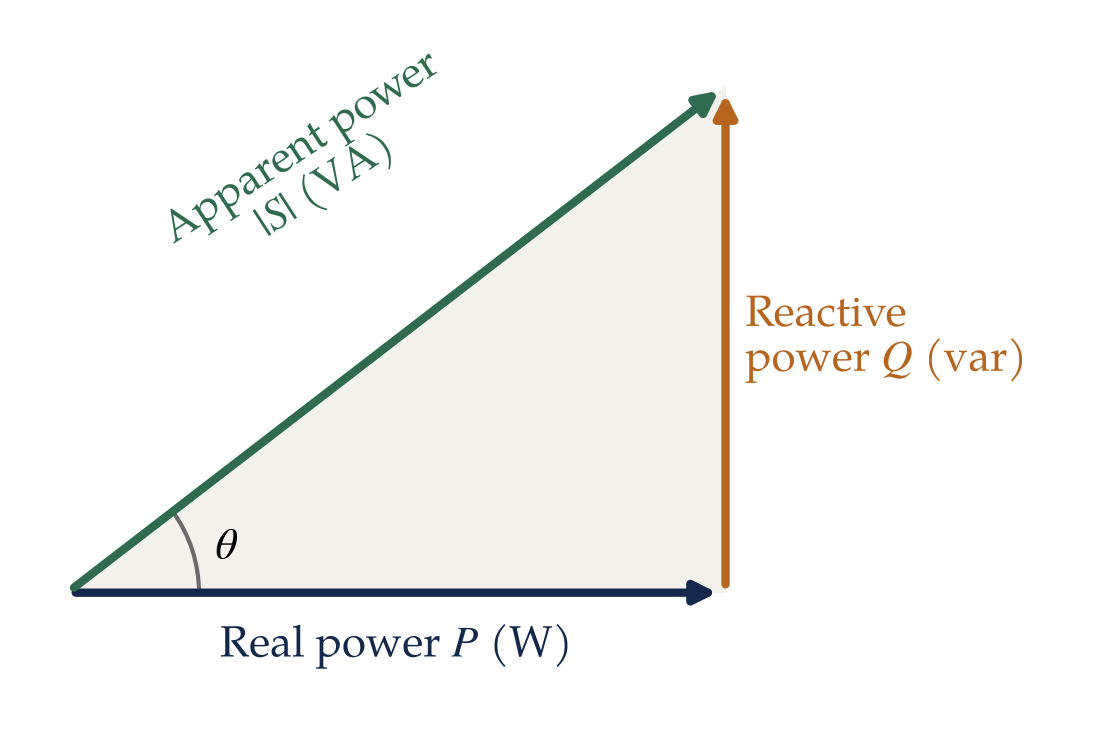 Apparent power
|S| (VA)
Reactive
power Q (var)
θ
Real power P (W)